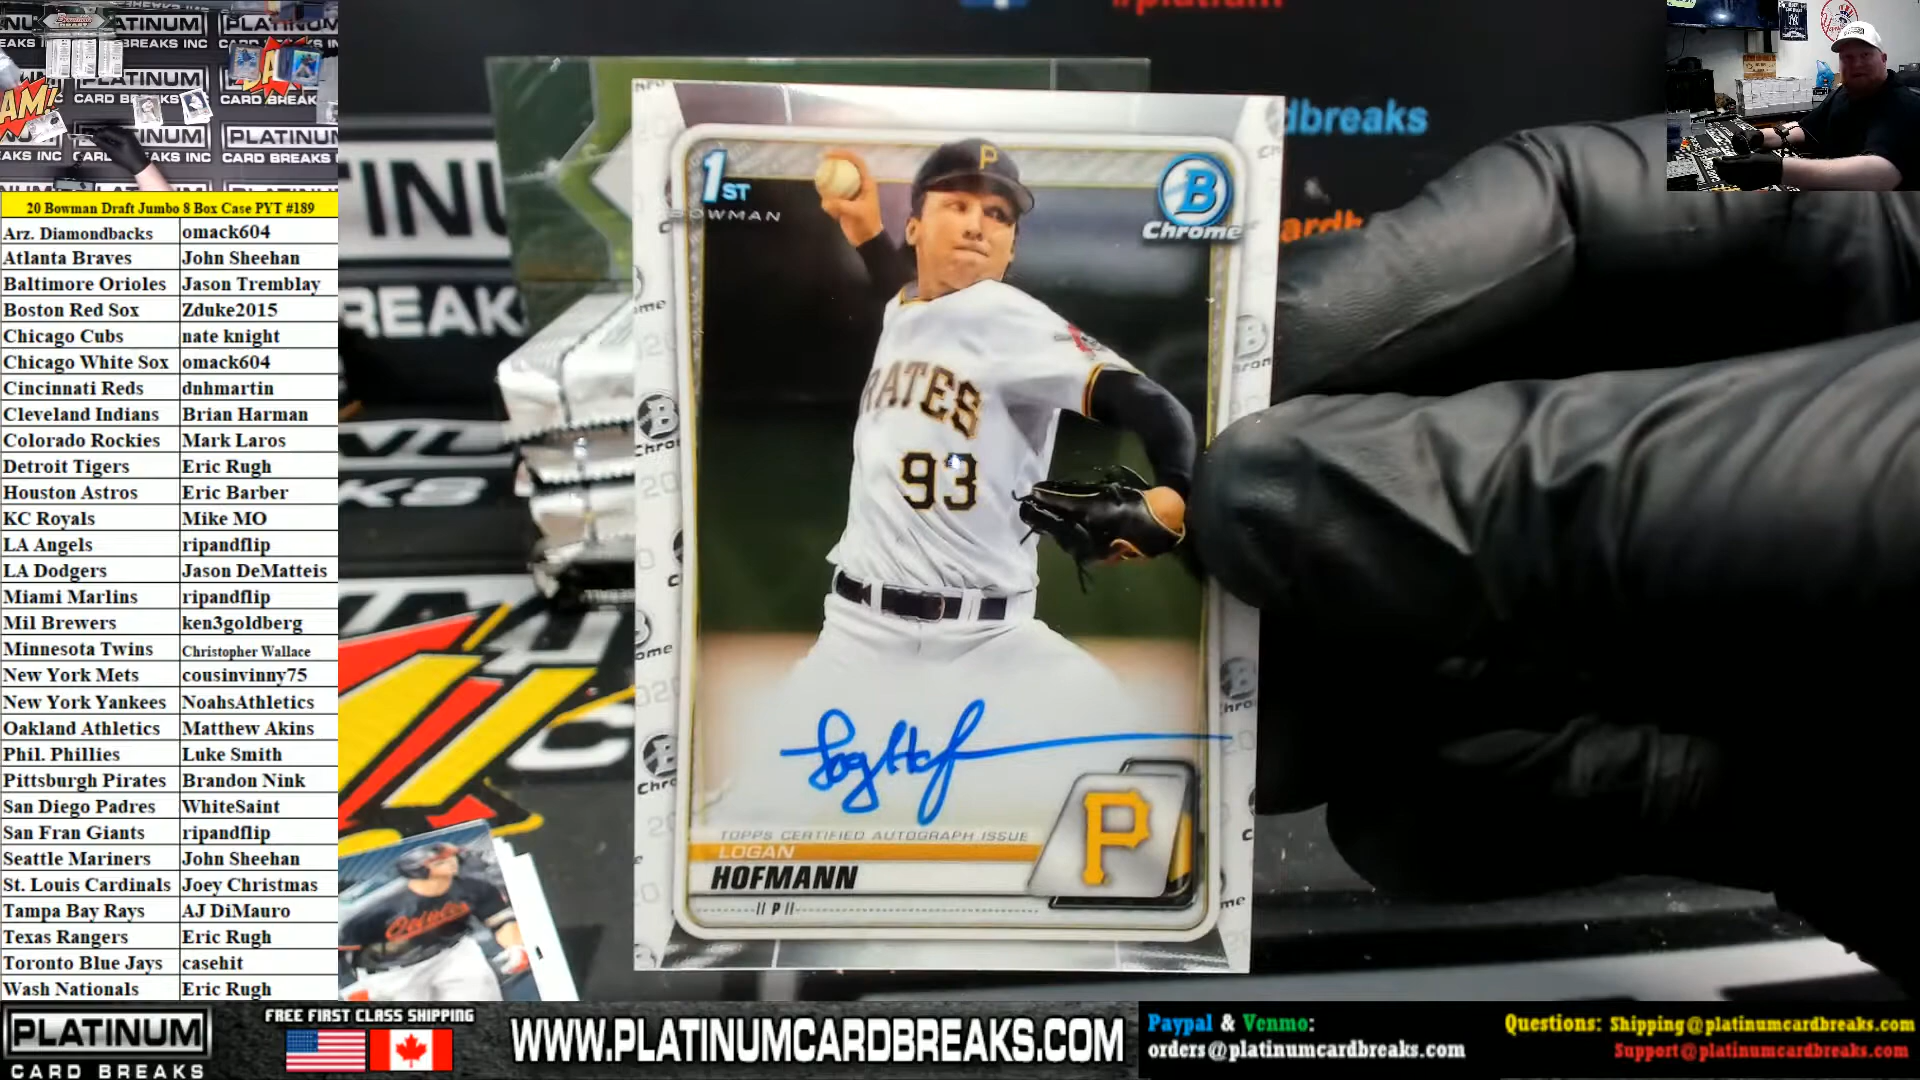 20 Bowman Draft Jumbo 8 Box Case PYT #189
Arz. Diamondbacks omack604
Atlanta Braves John Sheehan
Baltimore Orioles Jason Tremblay
Boston Red Sox Zduke2015
Chicago Cubs nate knight
Chicago White Sox omack604
Cincinnati Reds dnhmartin
Cleveland Indians Brian Harman
Colorado Rockies Mark Laros
Detroit Tigers Eric Rugh
Houston Astros Eric Barber
KC Royals Mike MO
LA Angels ripandflip
LA Dodgers Jason DeMatteis
Miami Marlins ripandflip
Mil Brewers ken3goldberg
Minnesota Twins Christopher Wallace
New York Mets cousinvinny75
New York Yankees NoahsAthletics
Oakland Athletics Matthew Akins
Phil. Phillies Luke Smith
Pittsburgh Pirates Brandon Nink
San Diego Padres WhiteSaint
San Fran Giants ripandflip
Seattle Mariners John Sheehan
St. Louis Cardinals Joey Christmas
Tampa Bay Rays AJ DiMauro
Texas Rangers Eric Rugh
Toronto Blue Jays casehit
Wash Nationals Eric Rugh
1ST
BOWMAN
B
Chrome
P
RATES
93
TOPPS CERTIFIED AUTOGRAPH ISSUE
LOGAN
HOFMANN
P
P
dbreaks
Orioles
PLATINUM
CARD BREAKS
FREE FIRST CLASS SHIPPING
WWW.PLATINUMCARDBREAKS.COM
Paypal & Venmo:
orders@platinumcardbreaks.com
Questions: Shipping@platinumcardbreaks.com
Support@platinumcardbreaks.com